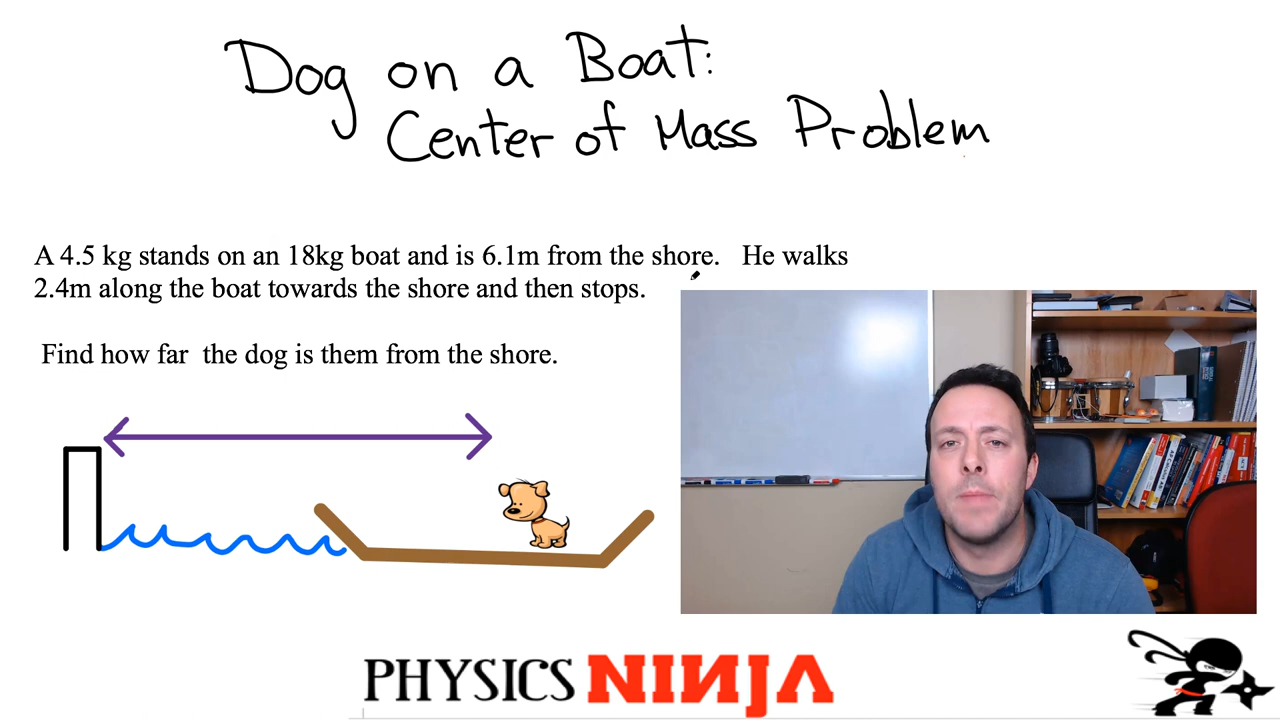 Dog on a Boat:
Center of Mass Problem
A 4.5 kg stands on an 18kg boat and is 6.1m from the shore. He walks
2.4m along the boat towards the shore and then stops.
Find how far the dog is them from the shore.
PHYSICS NINJA